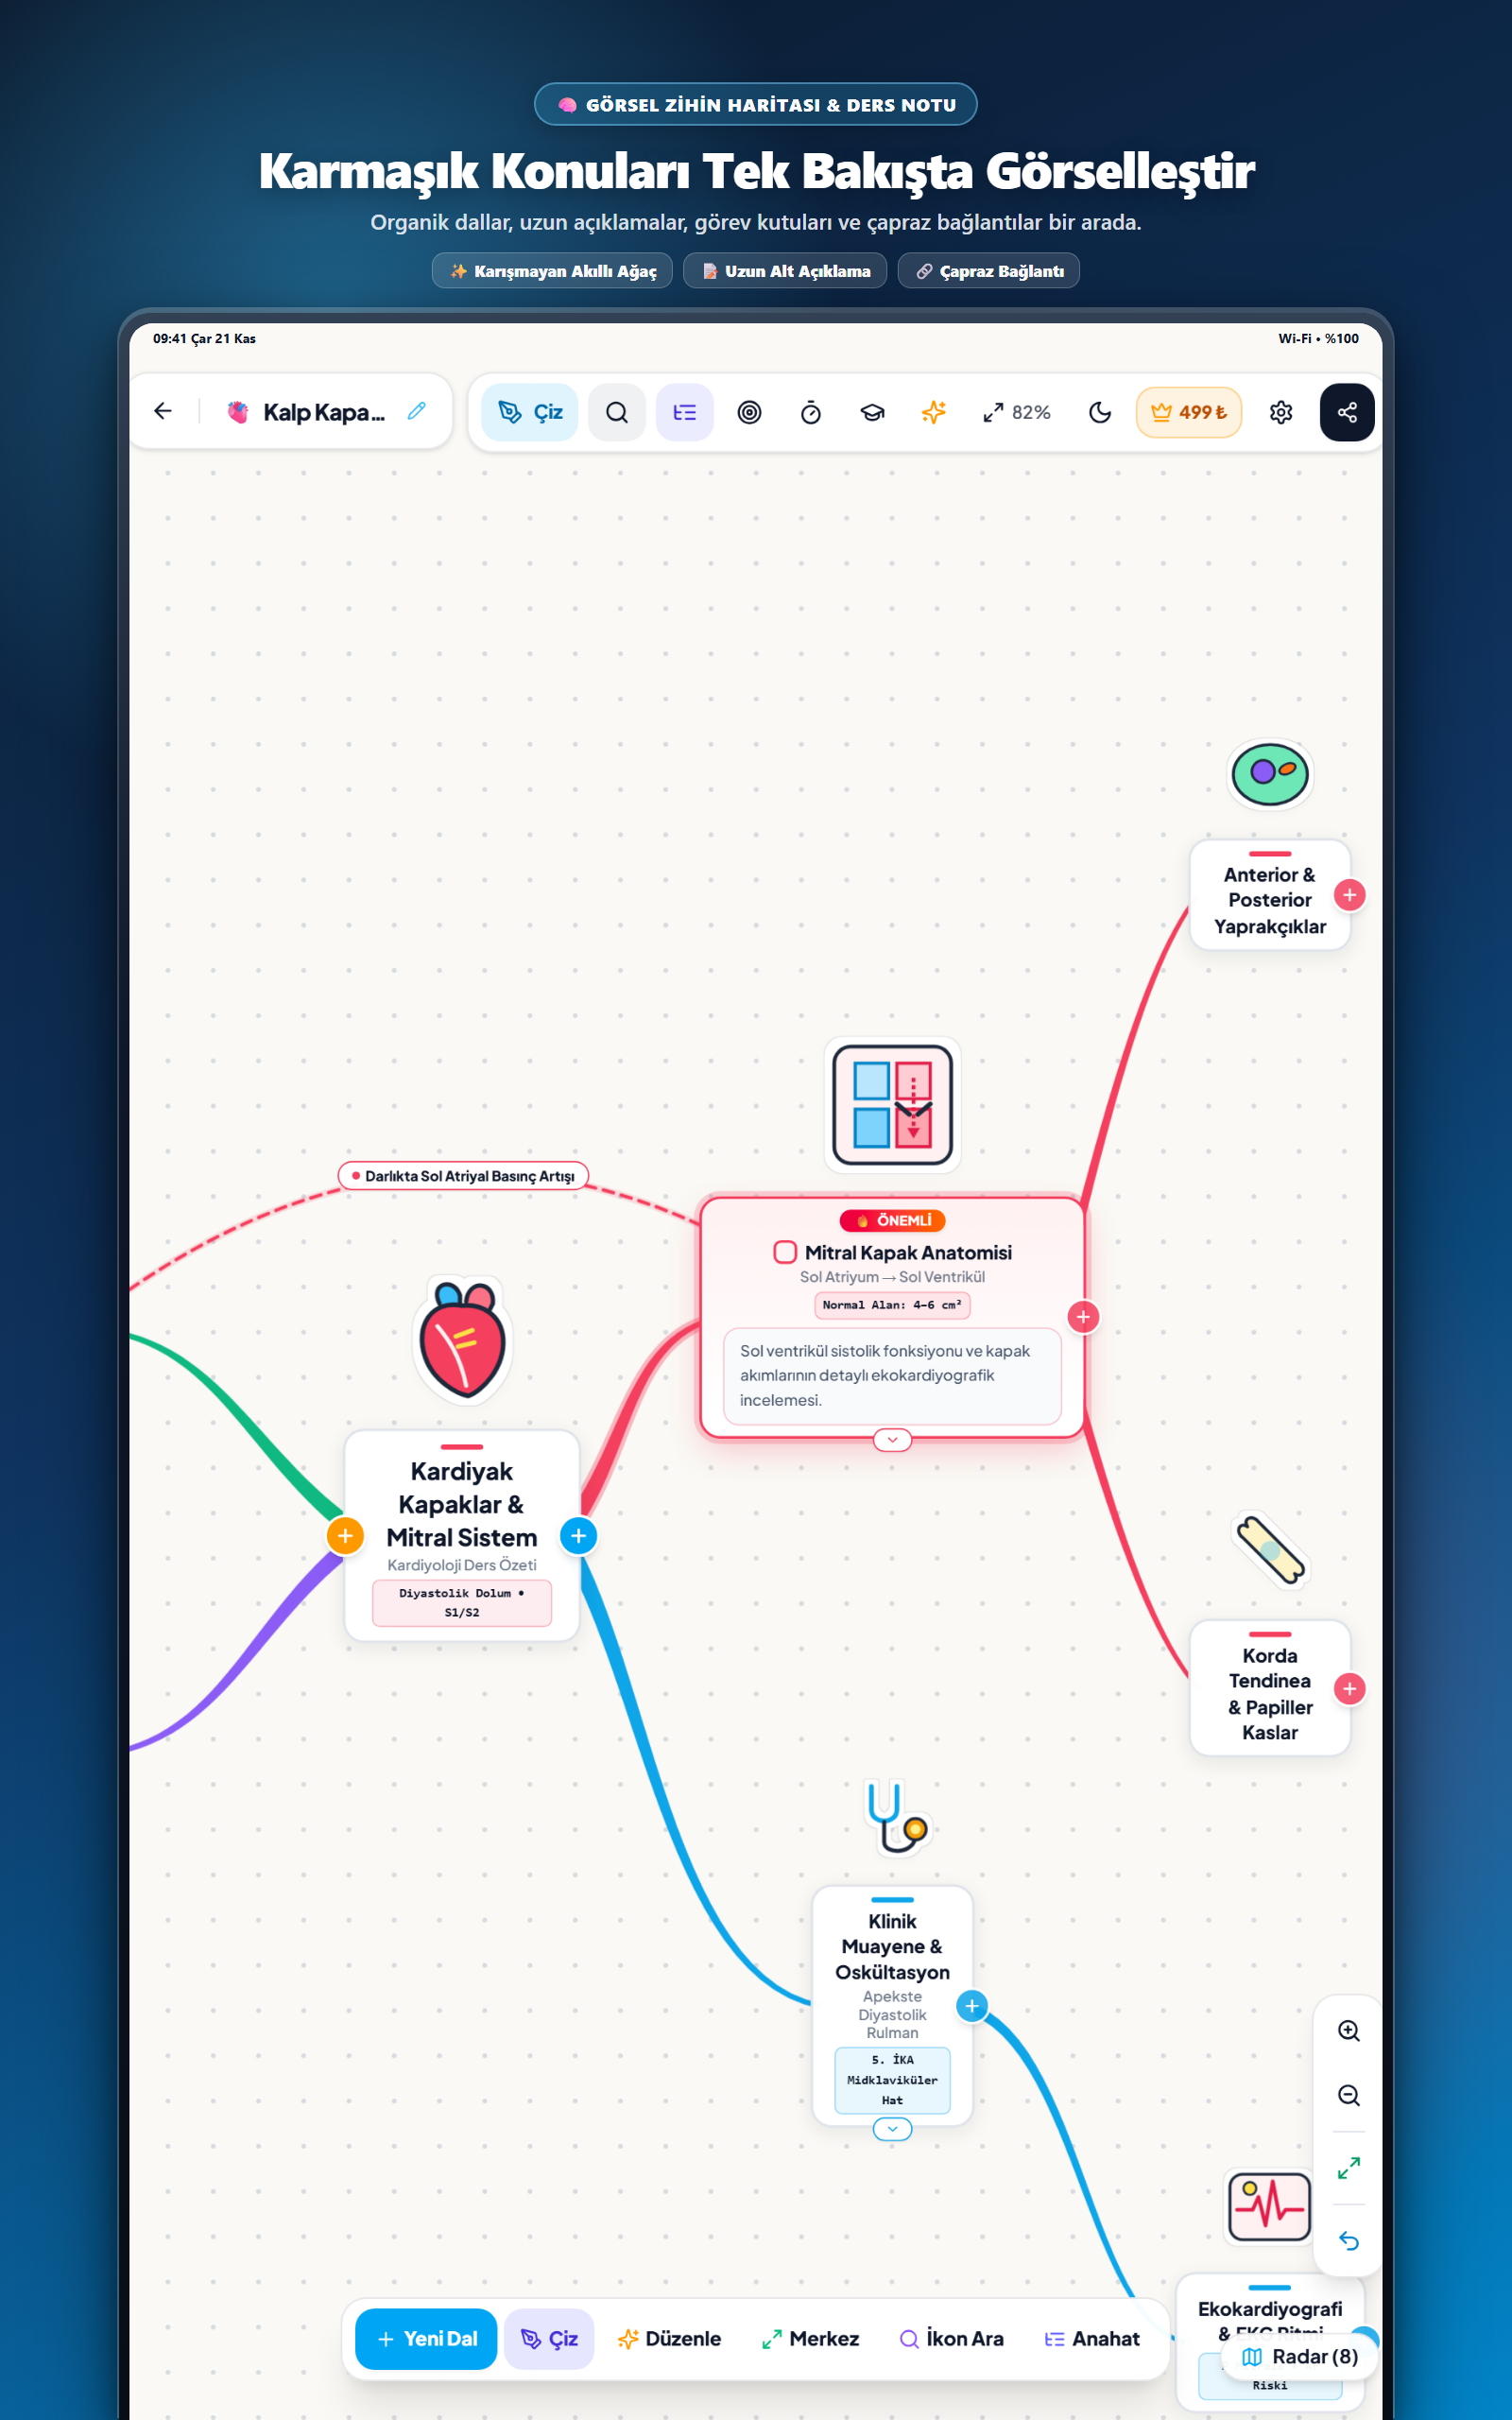 GÖRSEL ZİHİN HARİTASI & DERS NOTU
Karmaşık Konuları Tek Bakışta Görselleştir
Organik dallar, uzun açıklamalar, görev kutuları ve çapraz bağlantılar bir arada.
Karışmayan Akıllı Ağaç
Uzun Alt Açıklama
Çapraz Bağlantı
09:41 Çar 21 Kas
Wi-Fi • %100
Kalp Kapa...
Çiz
82%
499 ₺
Anterior &
Posterior
Yaprakçıklar
Darlıkta Sol Atriyal Basınç Artışı
ÖNEMLİ
Mitral Kapak Anatomisi
Sol Atriyum → Sol Ventrikül
Normal Alan: 4-6 cm²
Sol ventrikül sistolik fonksiyonu ve kapak
akımlarının detaylı ekokardiyografik
incelemesi.
Kardiyak
Kapaklar &
Mitral Sistem
Kardiyoloji Ders Özeti
Diyastolik Dolum •
S1/S2
Korda
Tendinea
& Papiller
Kaslar
Klinik
Muayene &
Oskültasyon
Apekste
Diyastolik
Rulman
5. İKA
Midklaviküler
Hat
Ekokardiyografi
& EKG Ritmi
Riski
Radar (8)
Yeni Dal
Çiz
Düzenle
Merkez
İkon Ara
Anahat